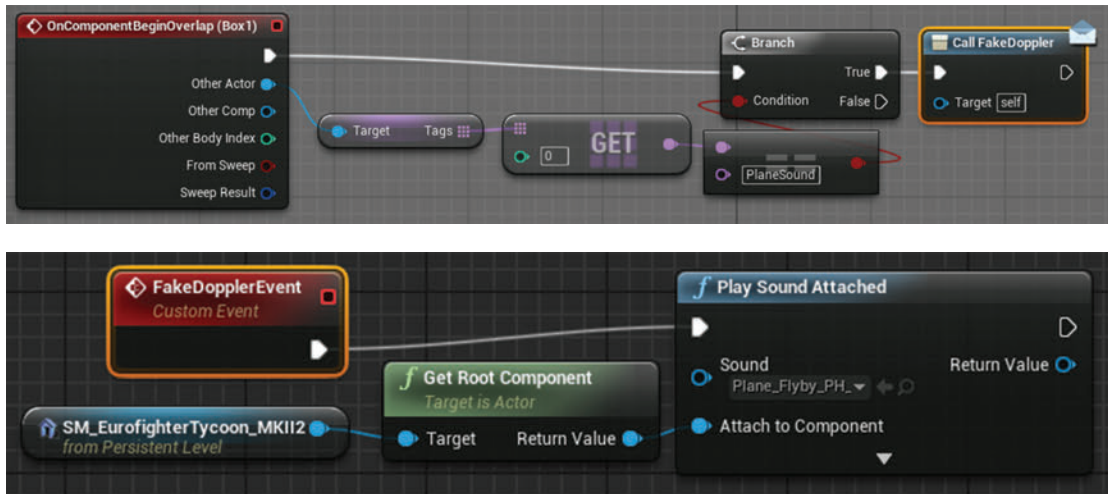 OnComponentBeginOverlap (Box1)
Other Actor
Other Comp
Other Body Index
From Sweep
Sweep Result
Target
Tags
0
GET
==
PlaneSound
Branch
True
Condition
False
Call FakeDoppler
Target
self
FakeDopplerEvent
Custom Event
SM_EurofighterTycoon_MKII2
from Persistent Level
f Get Root Component
Target is Actor
Target
Return Value
f Play Sound Attached
Sound
Return Value
Plane_Flyby_PH_
Attach to Component